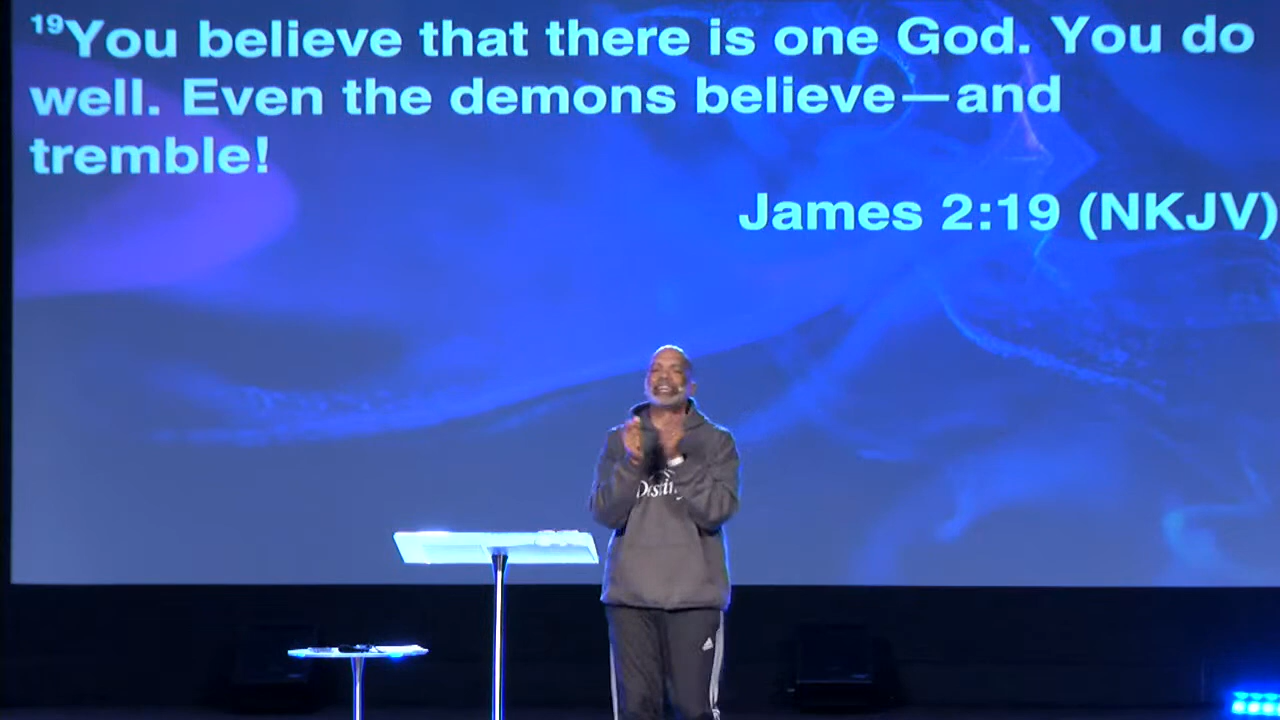 ¹⁹You believe that there is one God. You do
well. Even the demons believe—and
tremble!
James 2:19 (NKJV)